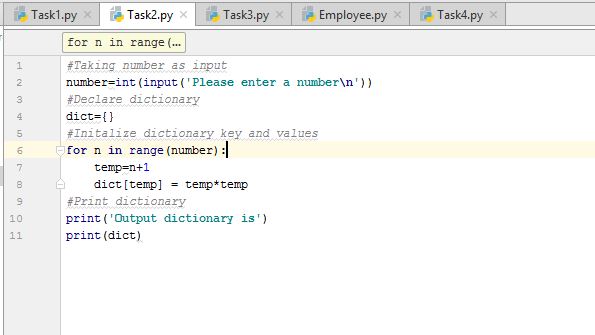 Task1.py Task2.py Task3.py Employee.py Task4.py
for n in range(...
1 #Taking number as input
2 number=int(input('Please enter a number\n'))
3 #Declare dictionary
4 dict={}
5 #Initalize dictionary key and values
6 for n in range(number):
7     temp=n+1
8     dict[temp] = temp*temp
9 #Print dictionary
10 print('Output dictionary is')
11 print(dict)